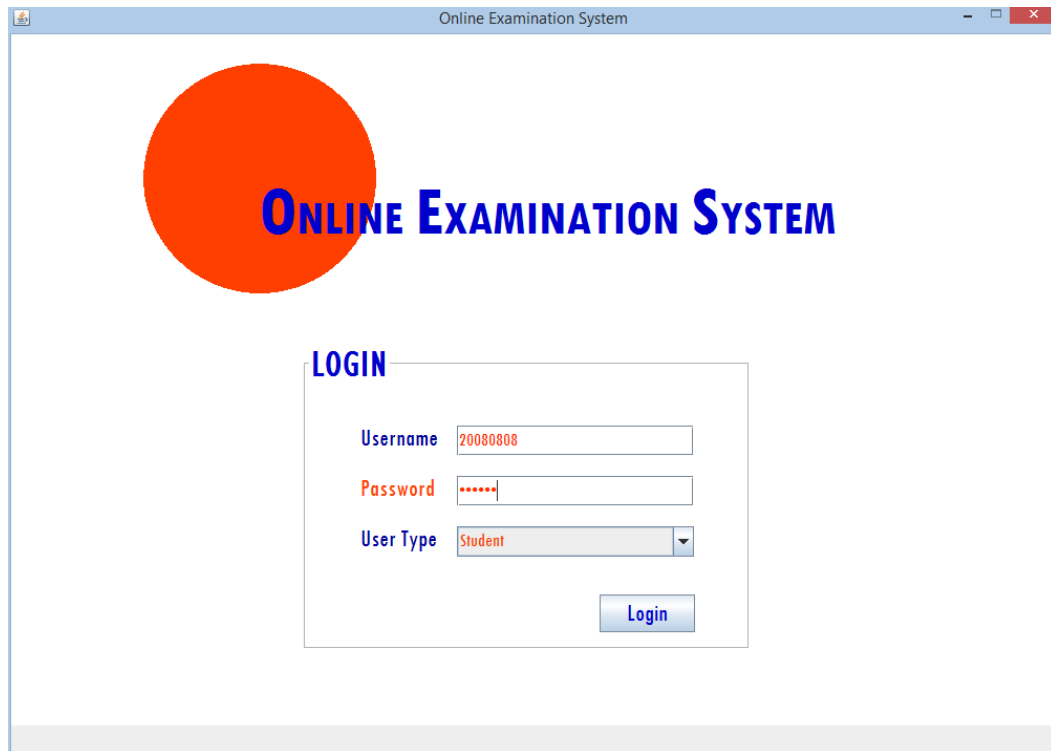 Online Examination System
ONLINE EXAMINATION SYSTEM
LOGIN
Username 20080808
Password ••••••
User Type Student
Login